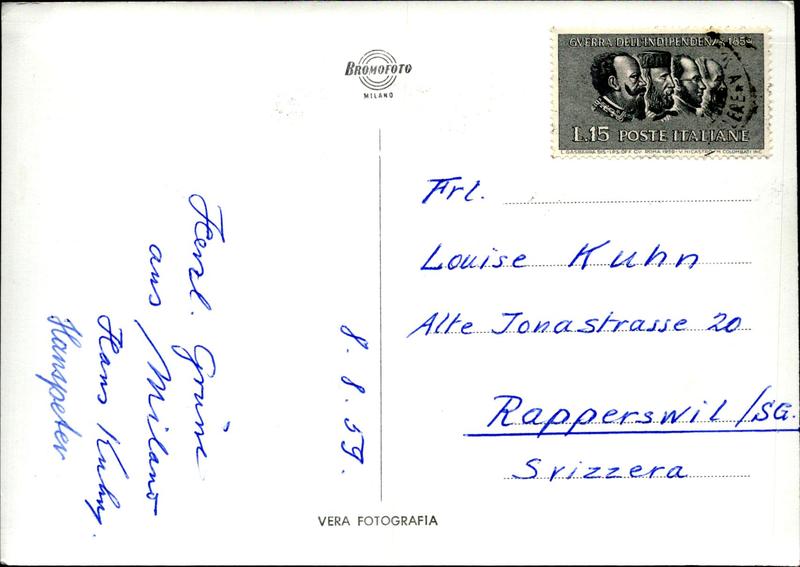 BROMOFOTO
MILANO
GVERRA DELL'INDIPENDENZA 1859
L.15 POSTE ITALIANE
Frl.
Louise Kuhn
Alte Jonastrasse 20
Rapperswil/SG.
Svizzera
8. 8. 59.
Herzl. Grüsse
aus Milano
Hans Kuhn.
Hanspeter
VERA FOTOGRAFIA